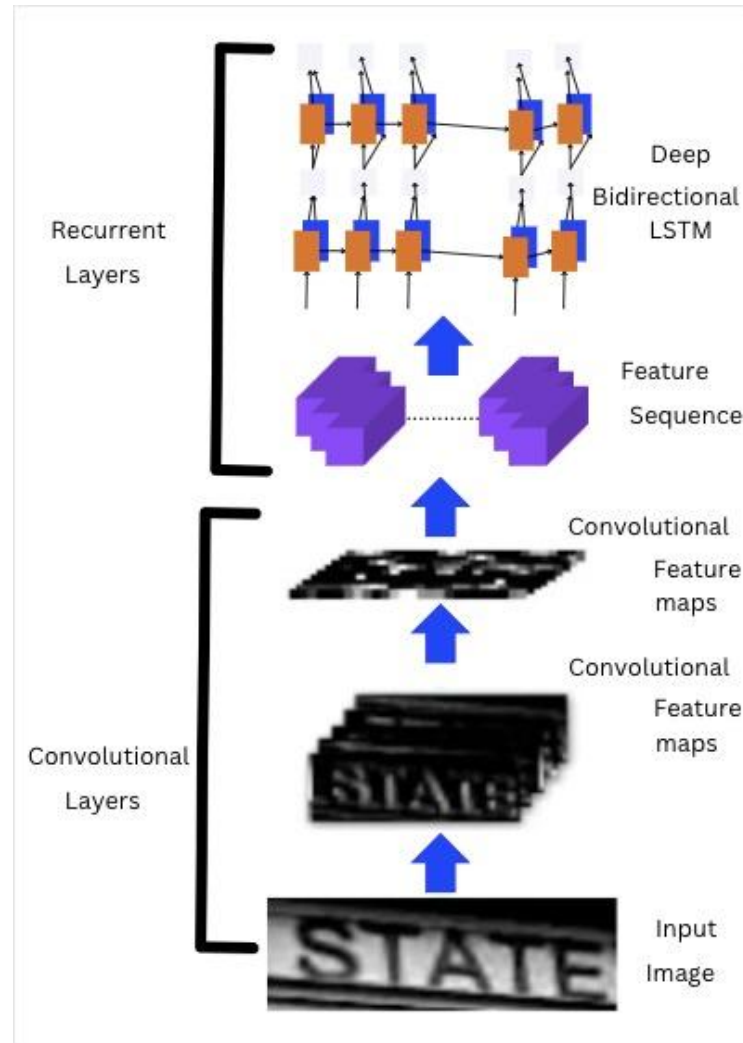 Deep
Bidirectional
LSTM
Recurrent
Layers
Feature
Sequence
Convolutional
Feature
maps
Convolutional
Feature
maps
STATE
Convolutional
Layers
STATE
Input
Image